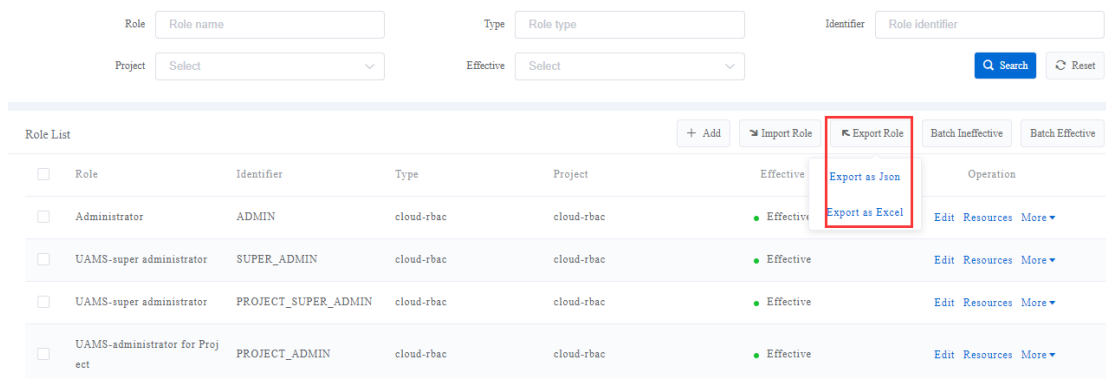 Role Role name Type Role type Identifier Role identifier
Project Select Effective Select Search Reset
Role List + Add Import Role Export Role Batch Ineffective Batch Effective
Role Identifier Type Project Effective Operation
Export as Json
Export as Excel
Administrator ADMIN cloud-rbac cloud-rbac Effective Edit Resources More
UAMS-super administrator SUPER_ADMIN cloud-rbac cloud-rbac Effective Edit Resources More
UAMS-super administrator PROJECT_SUPER_ADMIN cloud-rbac cloud-rbac Effective Edit Resources More
UAMS-administrator for Proj
ect PROJECT_ADMIN cloud-rbac cloud-rbac Effective Edit Resources More